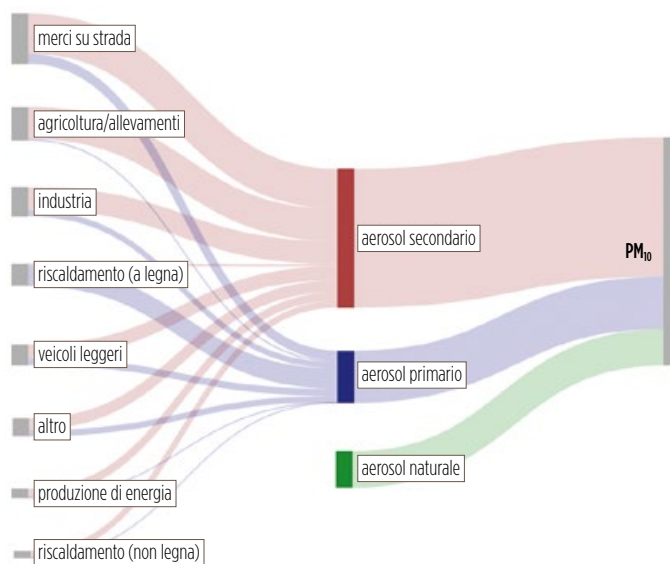 merci su strada
agricoltura/allevamenti
industria
riscaldamento (a legna)
veicoli leggeri
altro
produzione di energia
riscaldamento (non legna)
aerosol secondario
aerosol primario
aerosol naturale
PM₁₀